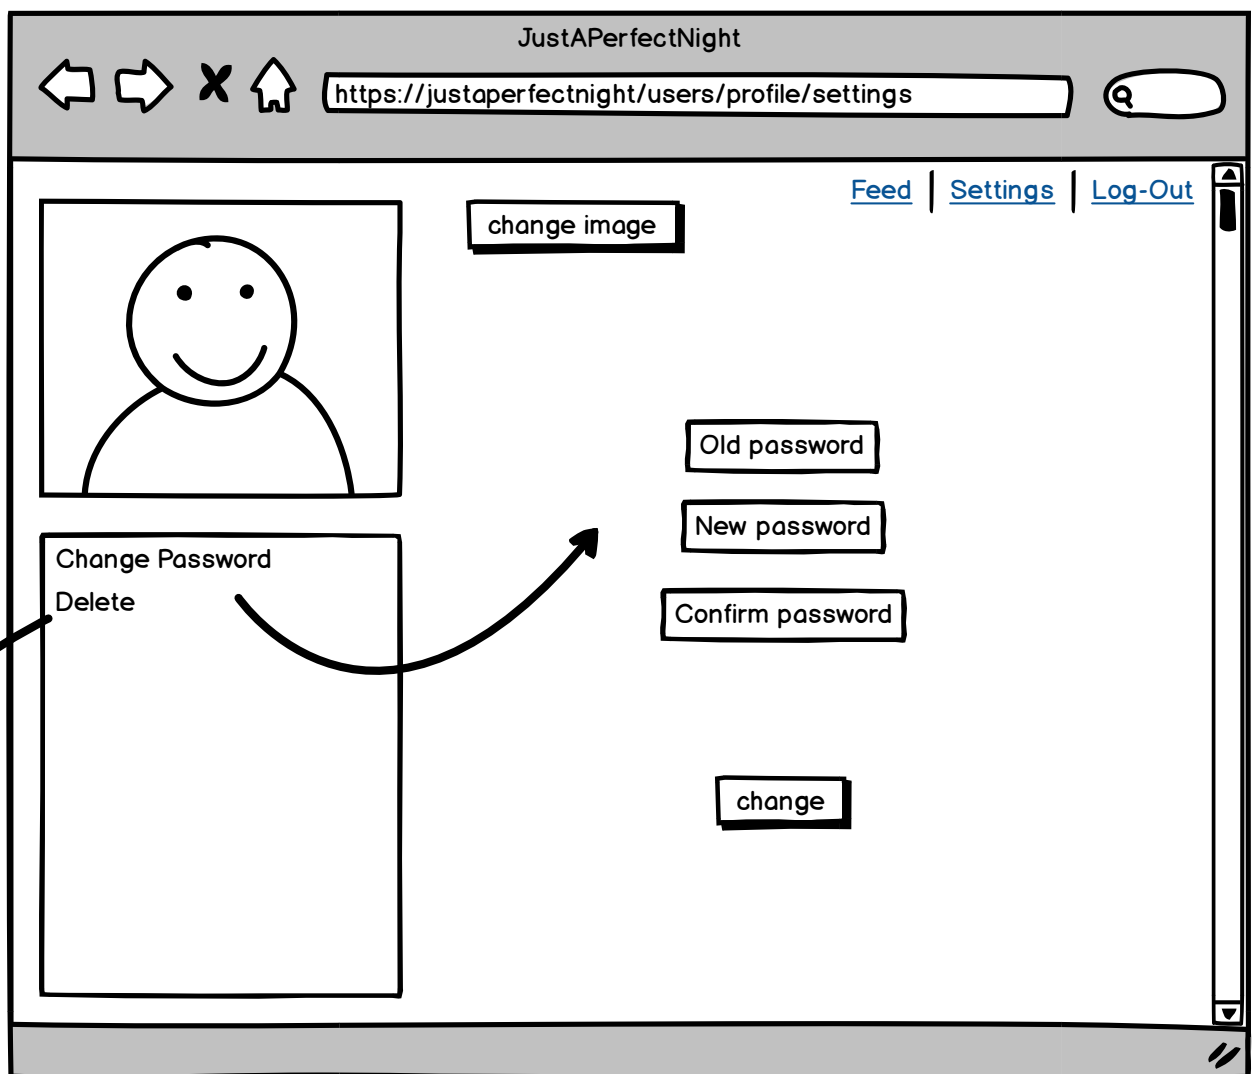 JustAPerfectNight
https://justaperfectnight/users/profile/settings
Feed
Settings
Log-Out
change image
Old password
New password
Confirm password
Change Password
Delete
change